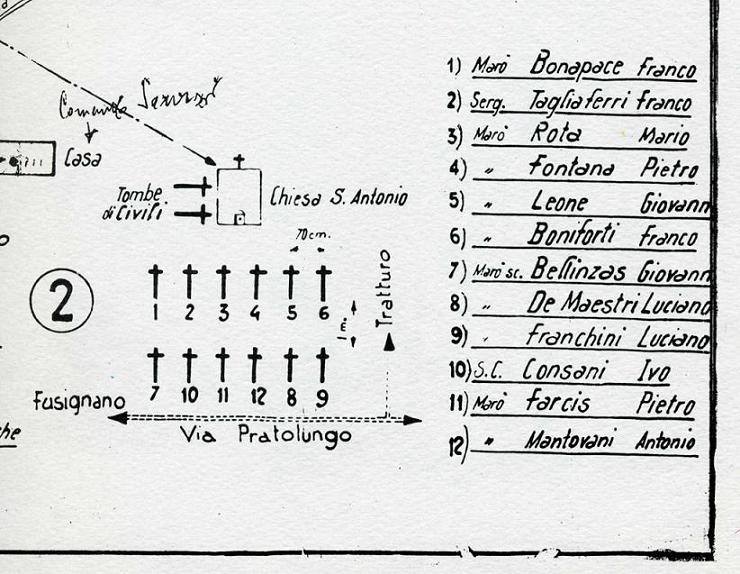 Comando Servizi
Casa
Tombe
di Civili
Chiesa S. Antonio
70 cm.
Tratturo
1 2 3 4 5 6
7 10 11 12 8 9
2
Fusignano
Via Pratolungo
che
1) Marò Bonapace Franco
2) Serg. Tagliaferri Franco
3) Marò Rota Mario
4) " Fontana Pietro
5) " Leone Giovann
6) " Boniforti Franco
7) Marò sc. Bellinzas Giovann
8) " De Maestri Luciano
9) " Franchini Luciano
10) S.C. Consani Ivo
11) Marò Farcis Pietro
12) " Mantovani Antonio